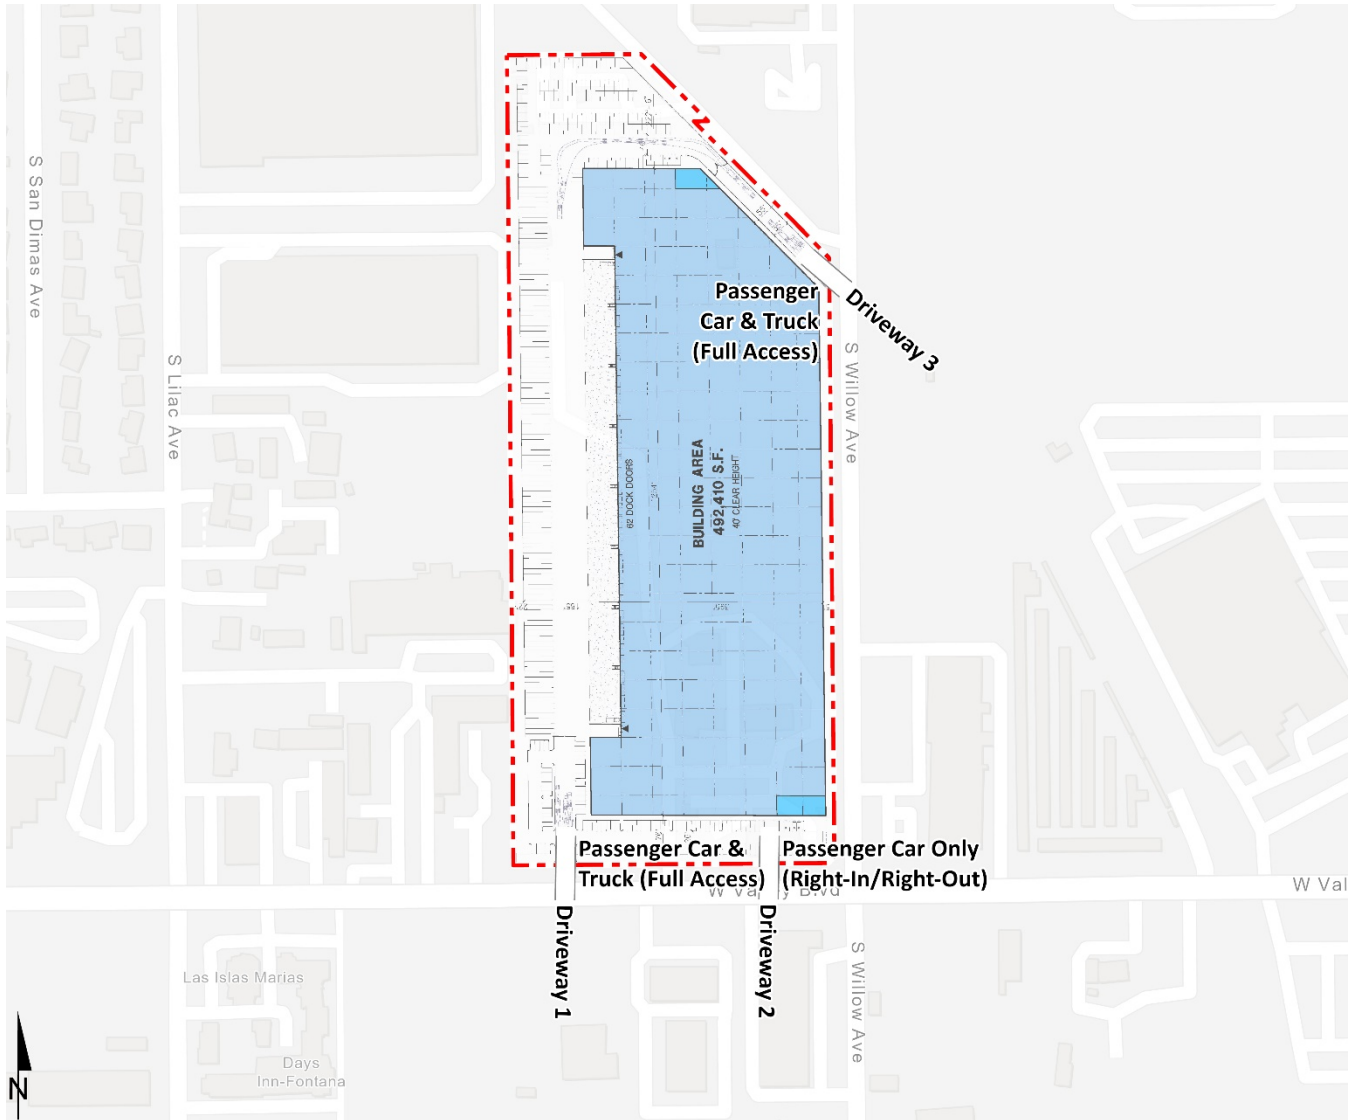 S San Dimas Ave
S Lilac Ave
Passenger
Car & Truck
(Full Access)
Driveway 3
S Willow Ave
62 DOCK DOORS
BUILDING AREA
492,410 S.F.
40' CLEAR HEIGHT
Passenger Car &
Truck (Full Access)
Passenger Car Only
(Right-In/Right-Out)
W Val
Driveway 1
Driveway 2
S Willow Ave
Las Islas Marias
Days
Inn-Fontana
N